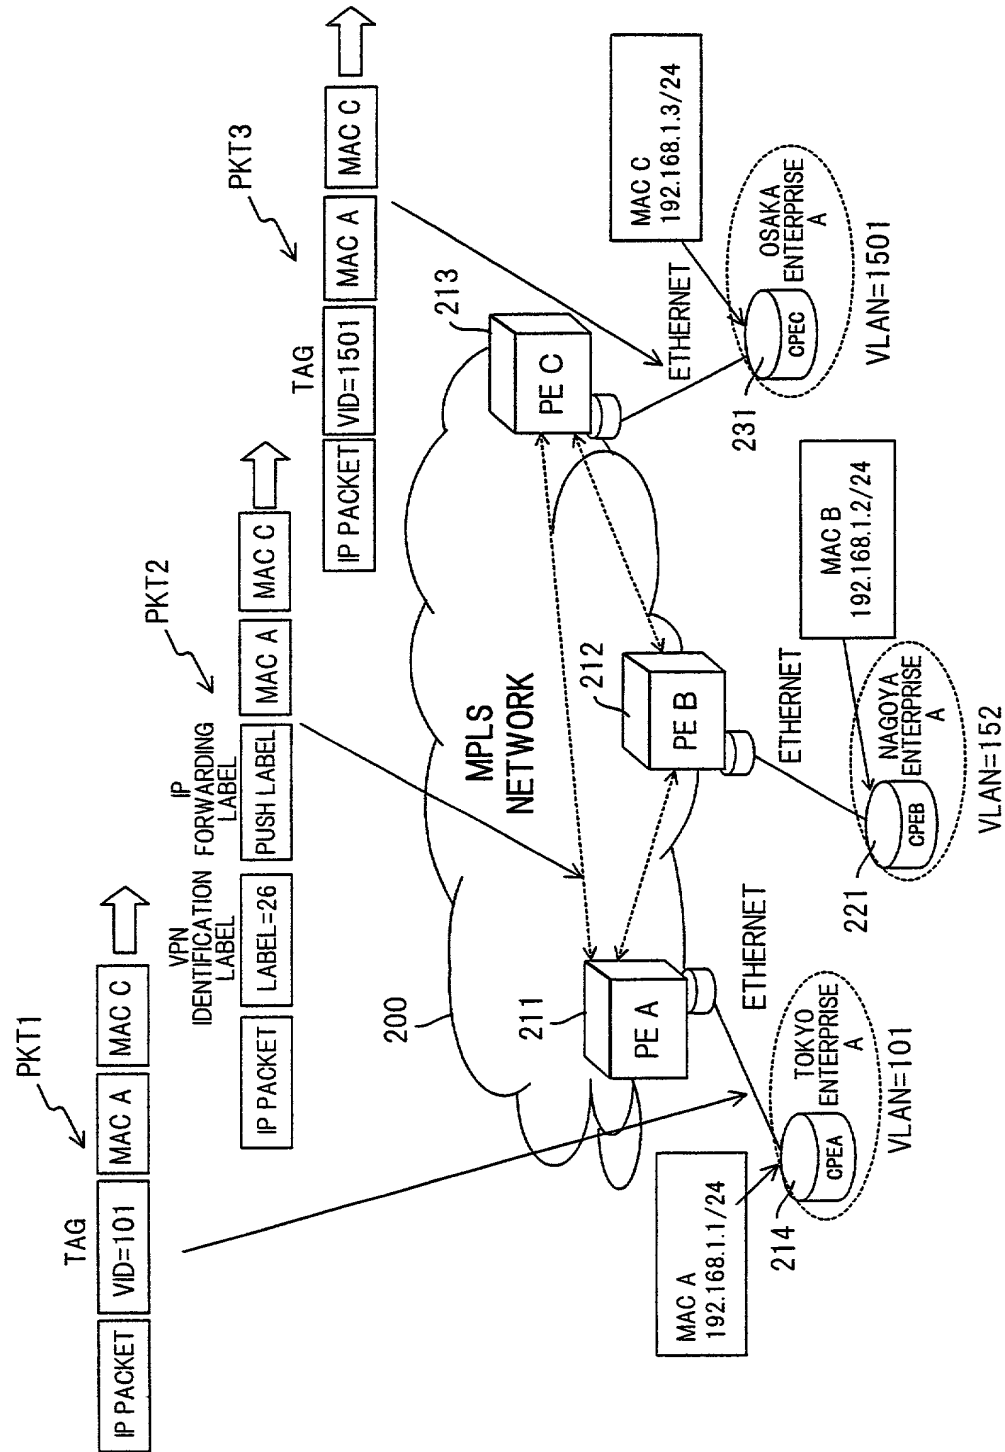 PKT1
TAG
IP PACKET
VID=101
MAC A
MAC C
PKT2
VPN
IDENTIFICATION
LABEL
IP
FORWARDING
LABEL
IP PACKET
LABEL=26
PUSH LABEL
MAC A
MAC C
PKT3
TAG
IP PACKET
VID=1501
MAC A
MAC C
200
MPLS
NETWORK
211
PE A
212
PE B
213
PE C
ETHERNET
ETHERNET
ETHERNET
MAC A
192.168.1.1/24
214
CPEA
TOKYO
ENTERPRISE
A
VLAN=101
221
CPEB
NAGOYA
ENTERPRISE
A
VLAN=152
MAC B
192.168.1.2/24
231
CPEC
OSAKA
ENTERPRISE
A
VLAN=1501
MAC C
192.168.1.3/24